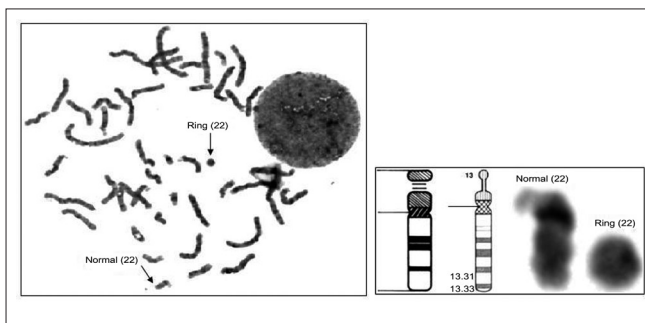 Ring (22)
Normal (22)
13
Normal (22)
Ring (22)
13.31
13.33